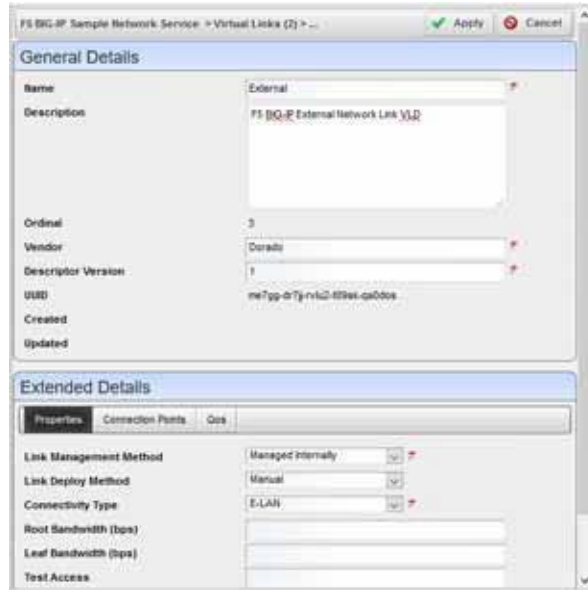 F5 BIG-IP Sample Network Service > Virtual Links (2) > ...
Apply
Cancel
General Details
Name
External
*
Description
F5 BIG-IP External Network Link VLD
Ordinal
3
Vendor
Dorado
*
Descriptor Version
1
*
UUID
Created
Updated
Extended Details
Properties
Connection Points
Qos
Link Management Method
Managed Internally
*
Link Deploy Method
Manual
Connectivity Type
E-LAN
*
Root Bandwidth (bps)
Leaf Bandwidth (bps)
Test Access